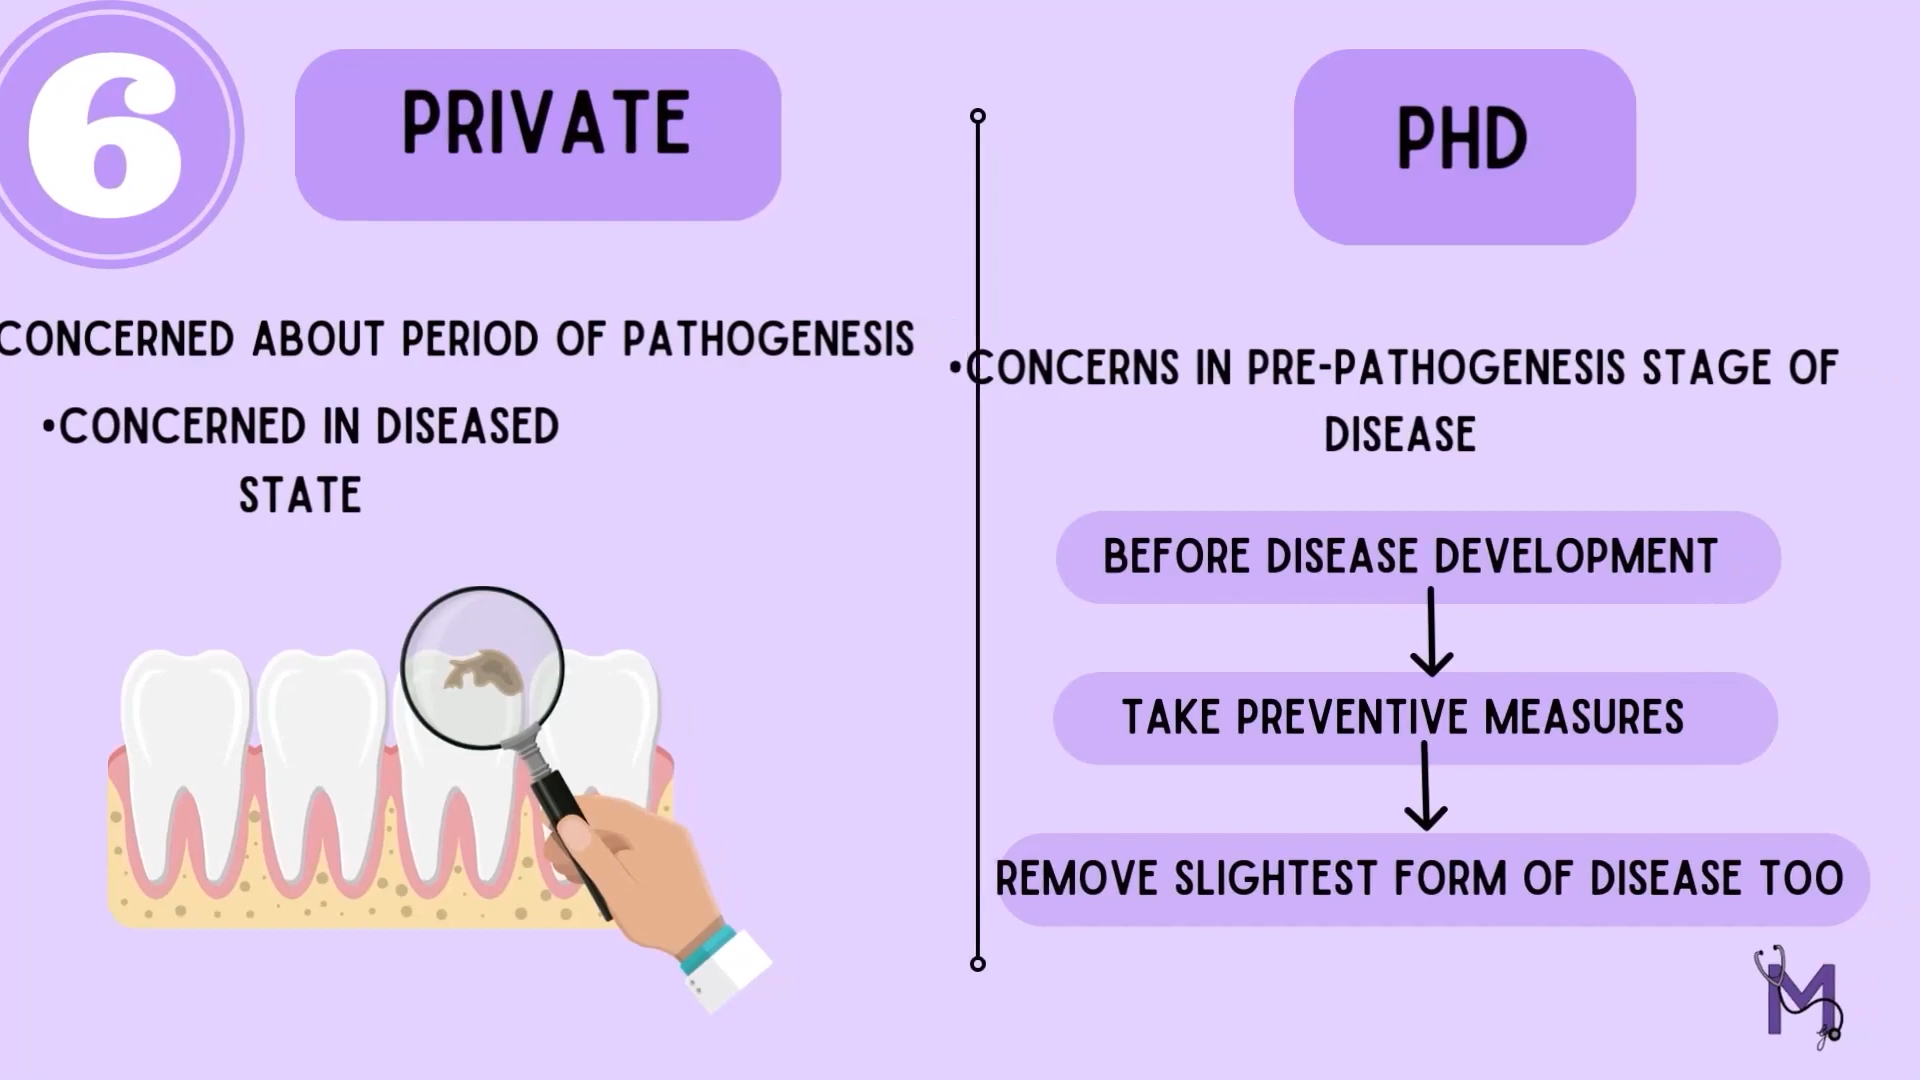 6
PRIVATE
CONCERNED ABOUT PERIOD OF PATHOGENESIS
•CONCERNED IN DISEASED
STATE
PHD
•CONCERNS IN PRE-PATHOGENESIS STAGE OF
DISEASE
BEFORE DISEASE DEVELOPMENT
TAKE PREVENTIVE MEASURES
REMOVE SLIGHTEST FORM OF DISEASE TOO
M